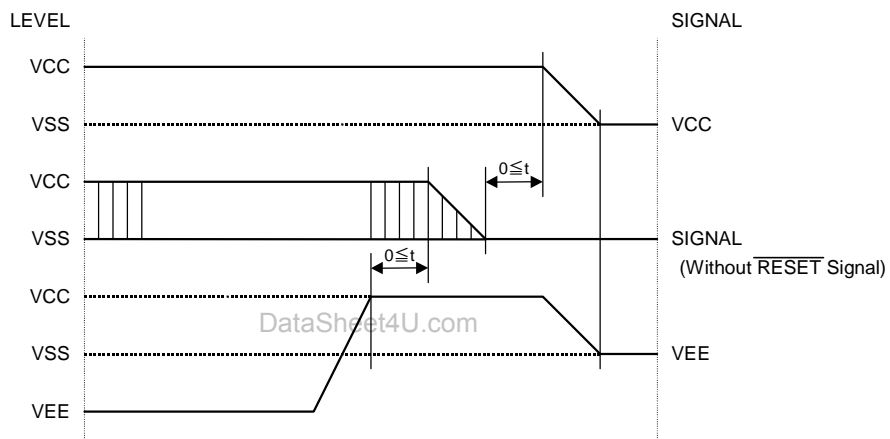 LEVEL
SIGNAL
VCC
VSS
VCC
0≦t
VCC
VSS
SIGNAL
(Without RESET Signal)
0≦t
VCC
DataSheet4U.com
VSS
VEE
VEE